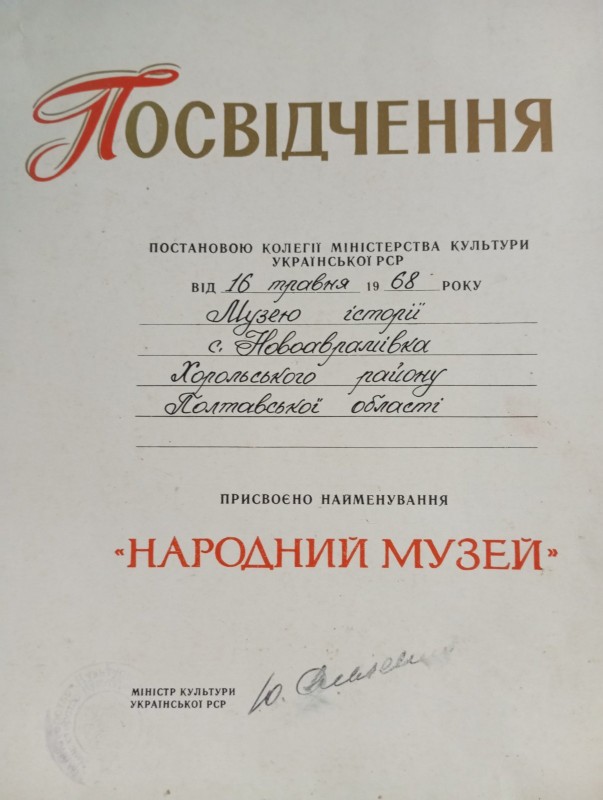 ПОСВІДЧЕННЯ
ПОСТАНОВОЮ КОЛЕГІЇ МІНІСТЕРСТВА КУЛЬТУРИ
УКРАЇНСЬКОЇ РСР
ВІД 16 травня 1968 РОКУ
Музею історії
с. Новоаврамівка
Хорольського району
Полтавської області
ПРИСВОЄНО НАЙМЕНУВАННЯ
«НАРОДНИЙ МУЗЕЙ»
МІНІСТР КУЛЬТУРИ
УКРАЇНСЬКОЇ РСР
Ю.